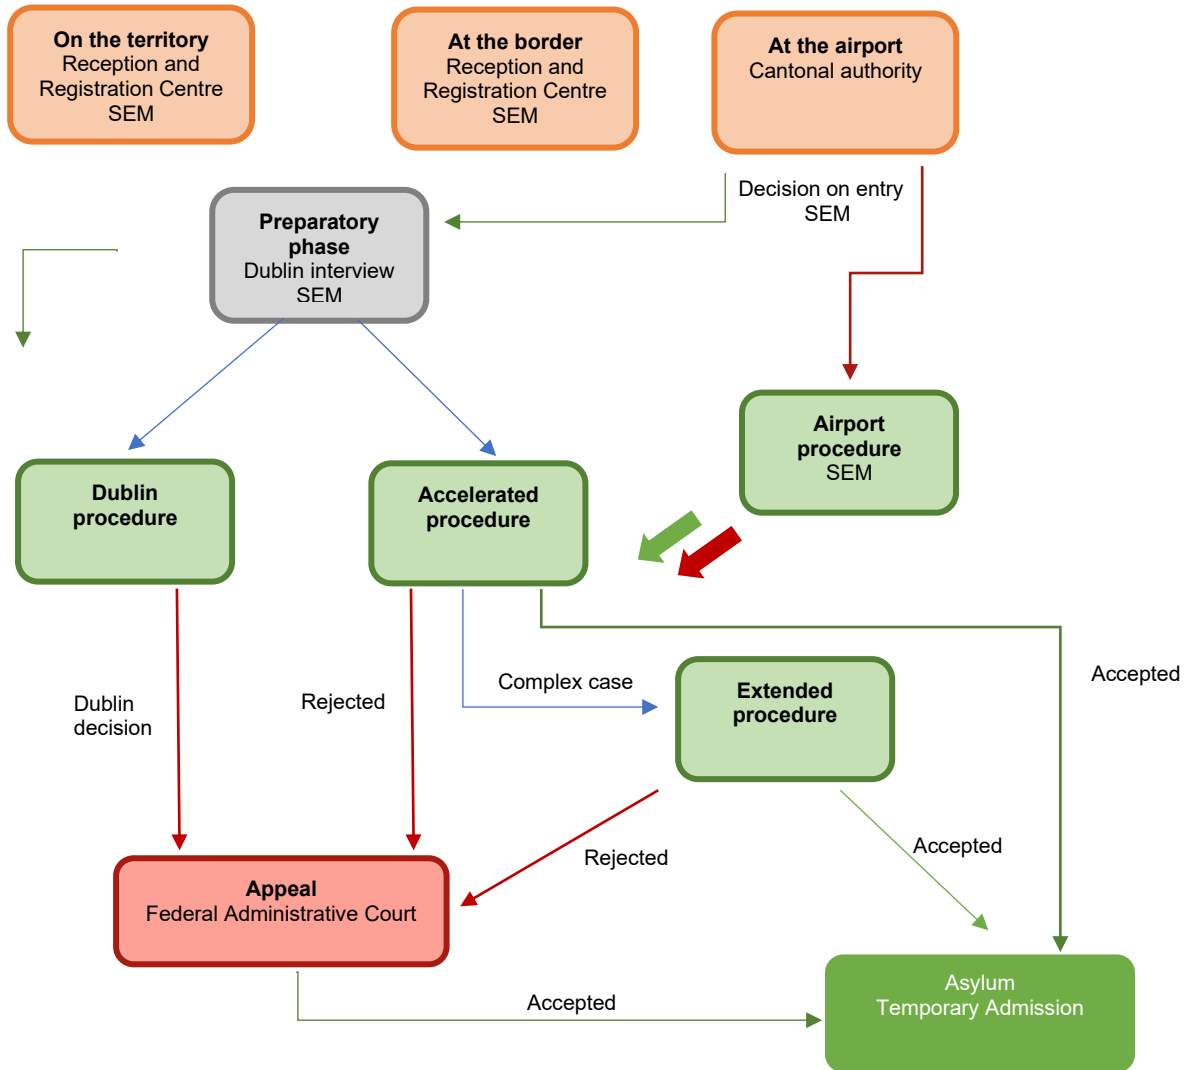 On the territory
Reception and
Registration Centre
SEM
At the border
Reception and
Registration Centre
SEM
At the airport
Cantonal authority
Decision on entry
SEM
Preparatory
phase
Dublin interview
SEM
Airport
procedure
SEM
Dublin
procedure
Accelerated
procedure
Dublin
decision
Rejected
Complex case
Extended
procedure
Accepted
Rejected
Accepted
Appeal
Federal Administrative Court
Accepted
Asylum
Temporary Admission